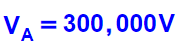 V_A = 300,000V